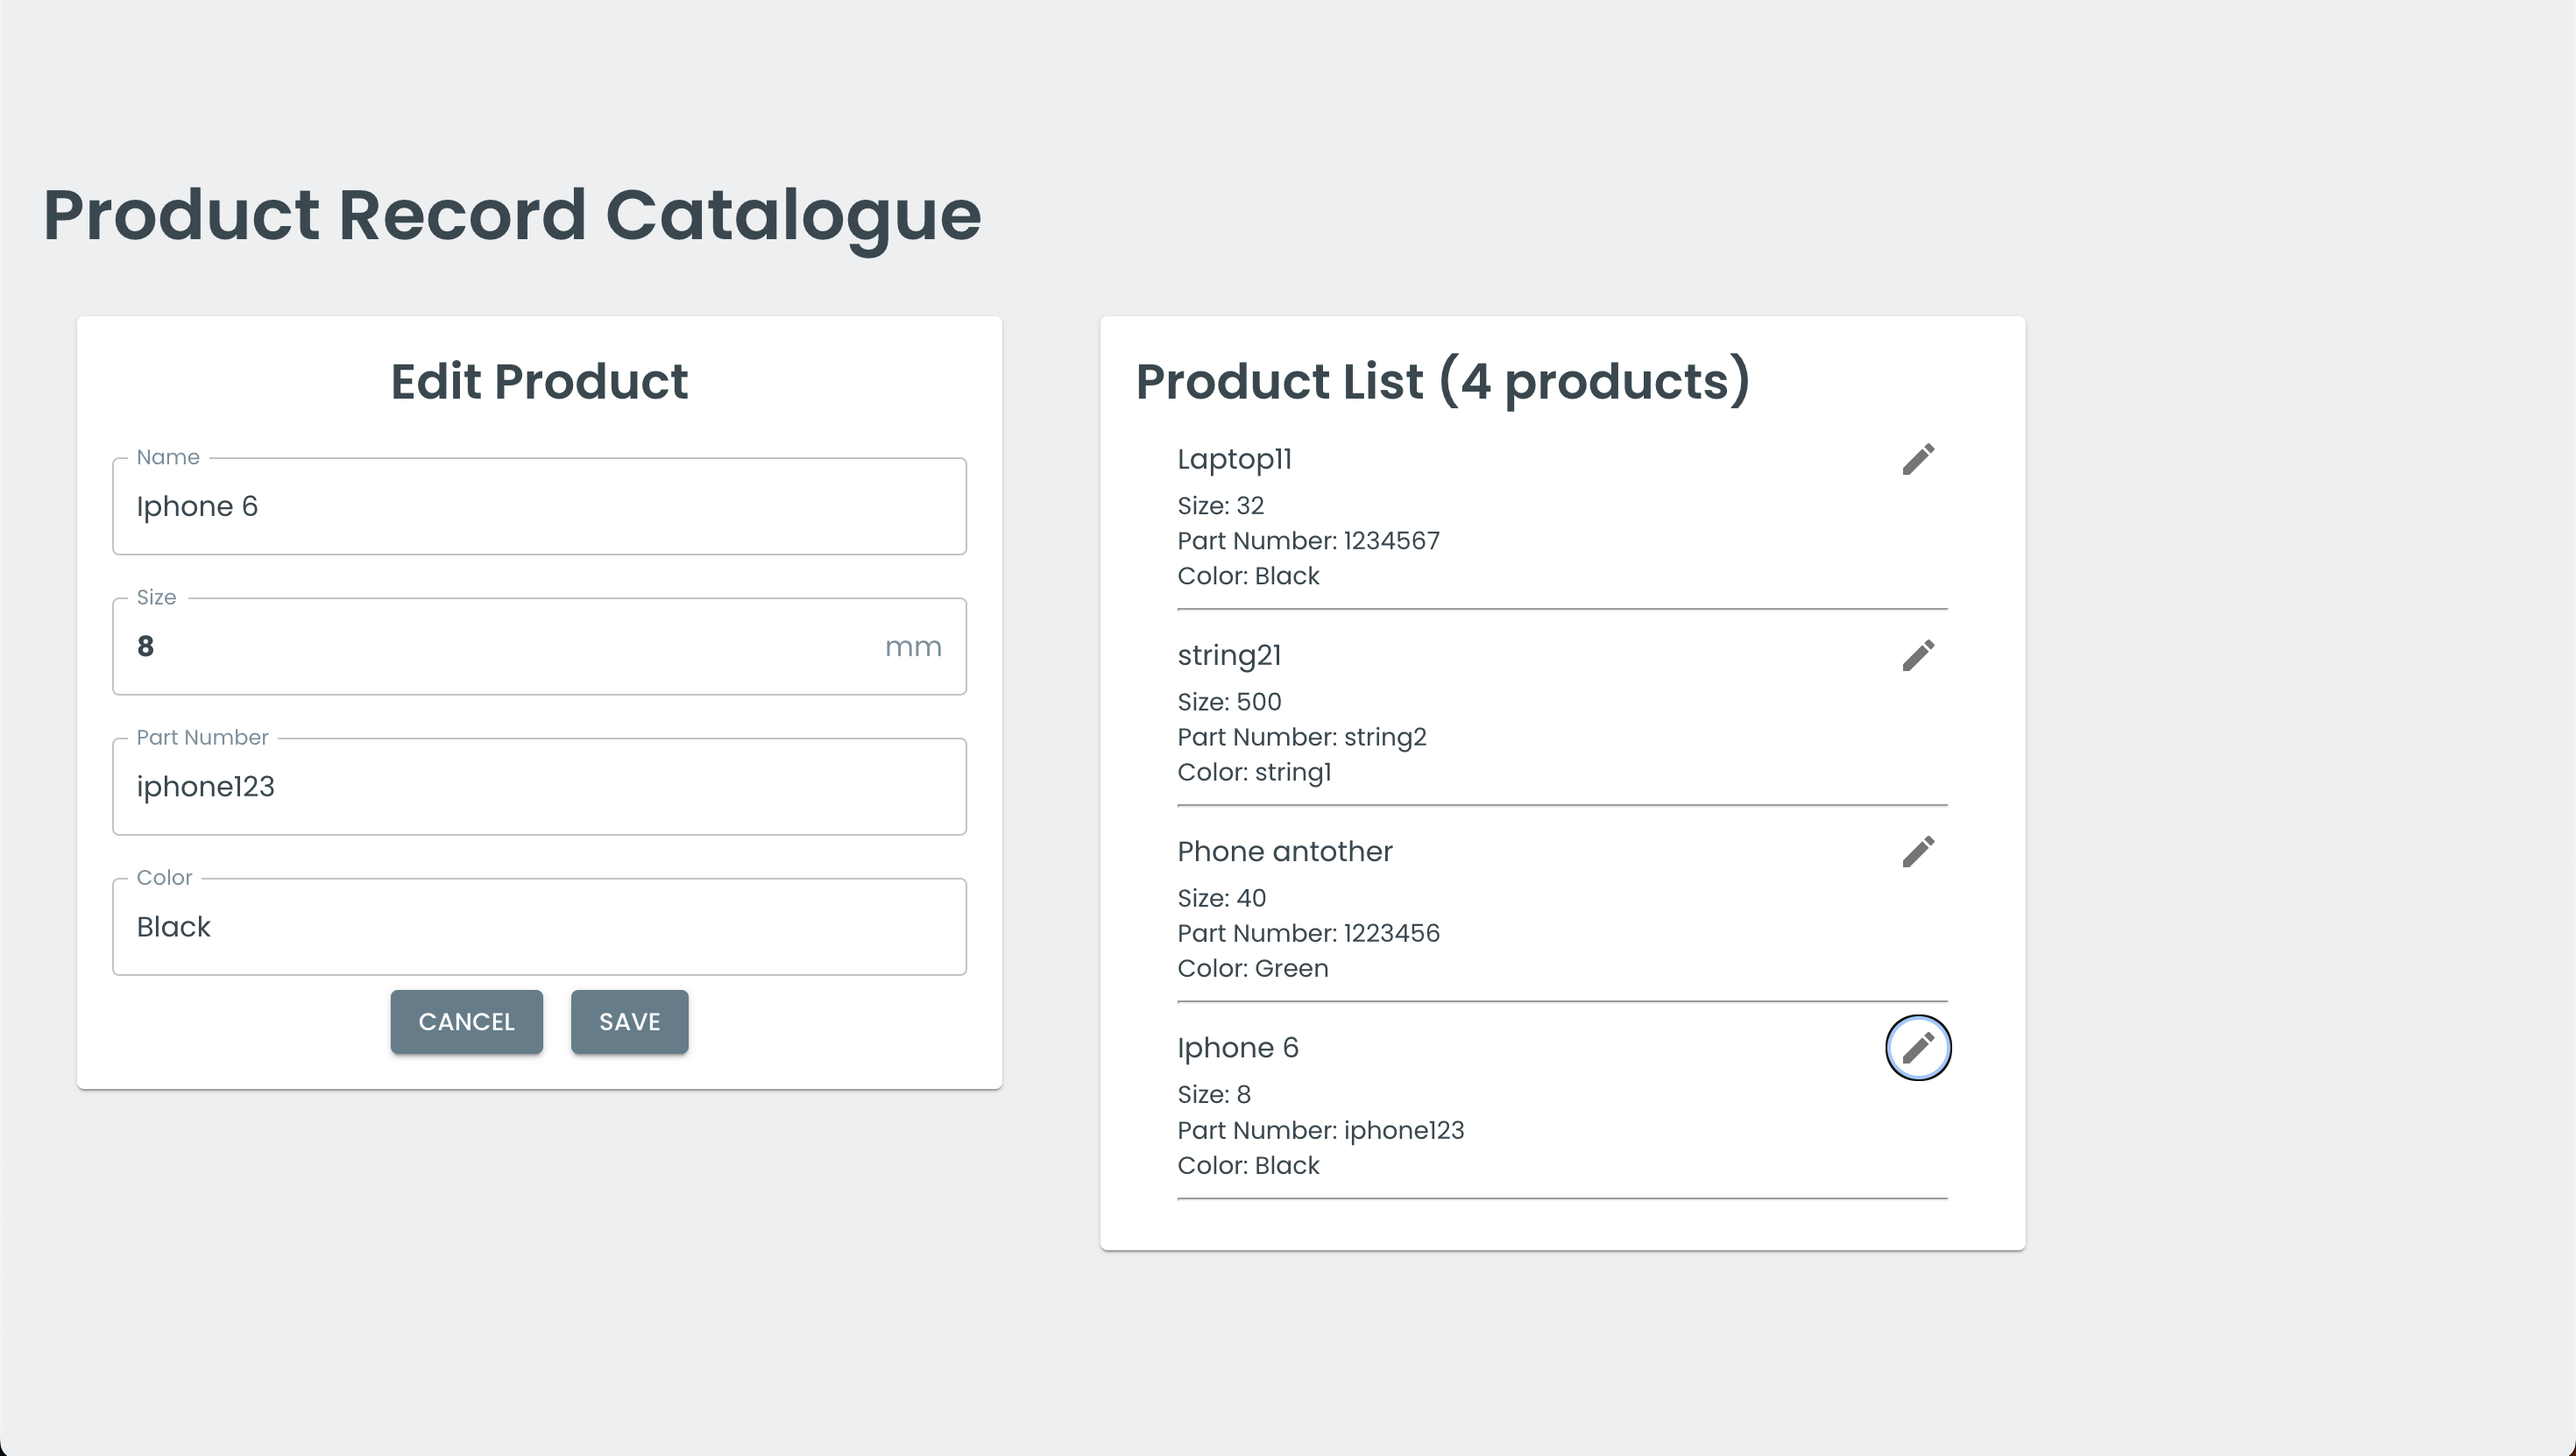 Product Record Catalogue
Edit Product
Name
Iphone 6
Size
8 mm
Part Number
iphone123
Color
Black
CANCEL SAVE
Product List (4 products)
Laptop11
Size: 32
Part Number: 1234567
Color: Black
string21
Size: 500
Part Number: string2
Color: string1
Phone antother
Size: 40
Part Number: 1223456
Color: Green
Iphone 6
Size: 8
Part Number: iphone123
Color: Black